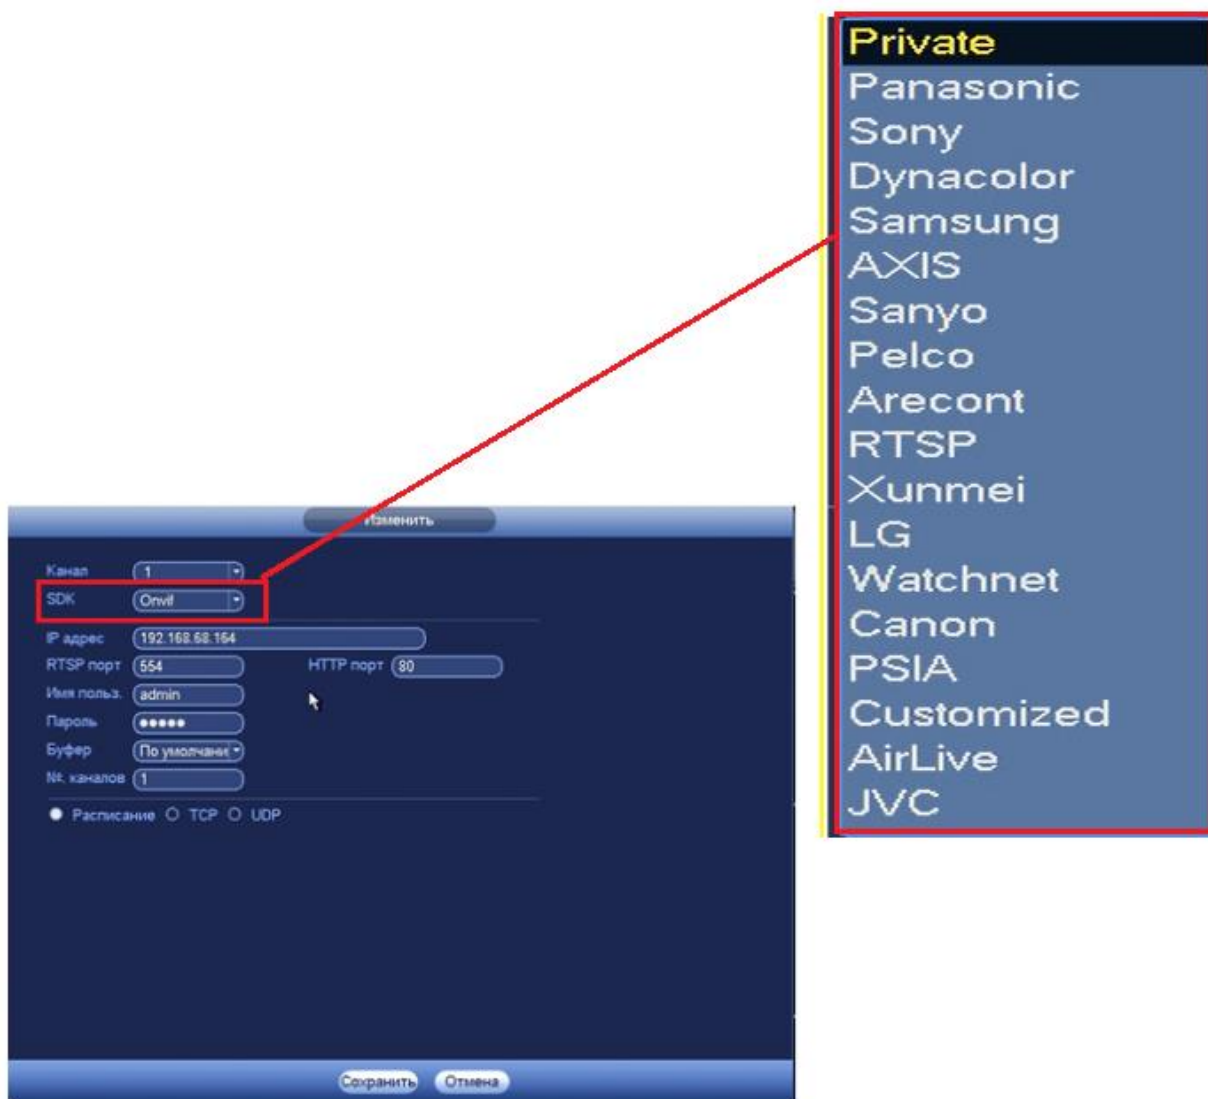 Private
Panasonic
Sony
Dynacolor
Samsung
AXIS
Sanyo
Pelco
Arecont
RTSP
Xunmei
LG
Watchnet
Canon
PSIA
Customized
AirLive
JVC
Изменить
Канал 1
SDK Onvif
IP адрес 192.168.68.164
RTSP порт 554 HTTP порт 80
Имя польз. admin
Пароль ●●●●●
Буфер По умолчани
№. каналов 1
Расписание TCP UDP
Сохранить Отмена